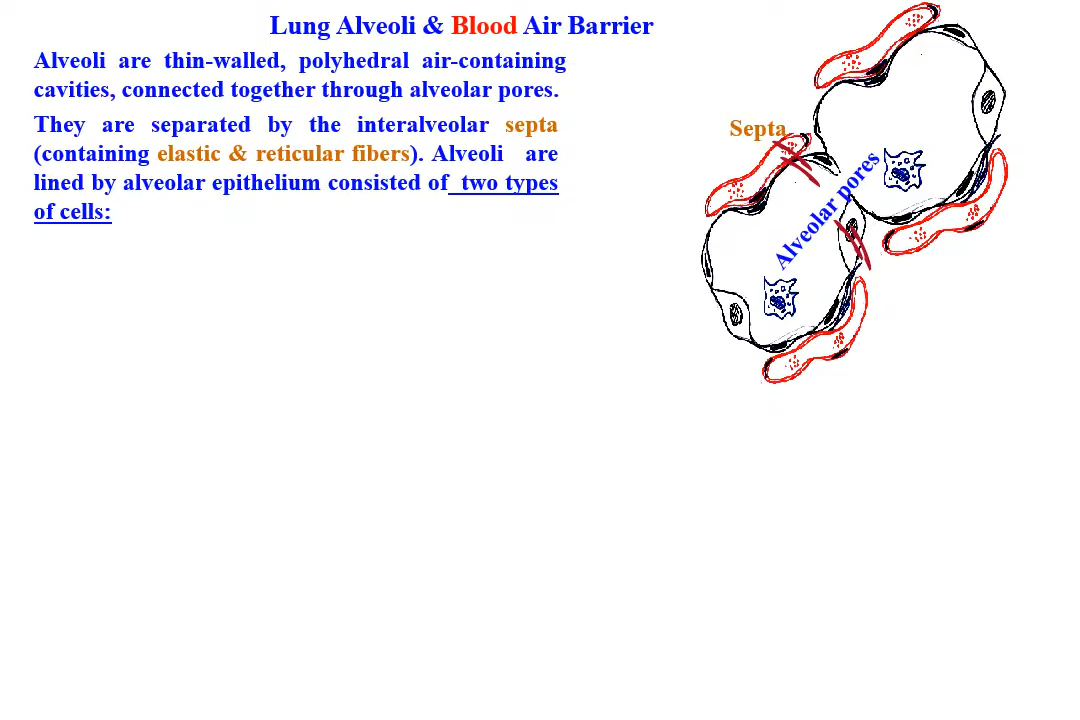 Lung Alveoli & Blood Air Barrier
Alveoli are thin-walled, polyhedral air-containing
cavities, connected together through alveolar pores.
They are separated by the interalveolar septa
(containing elastic & reticular fibers). Alveoli are
lined by alveolar epithelium consisted of two types
of cells:
Septa
Alveolar pores